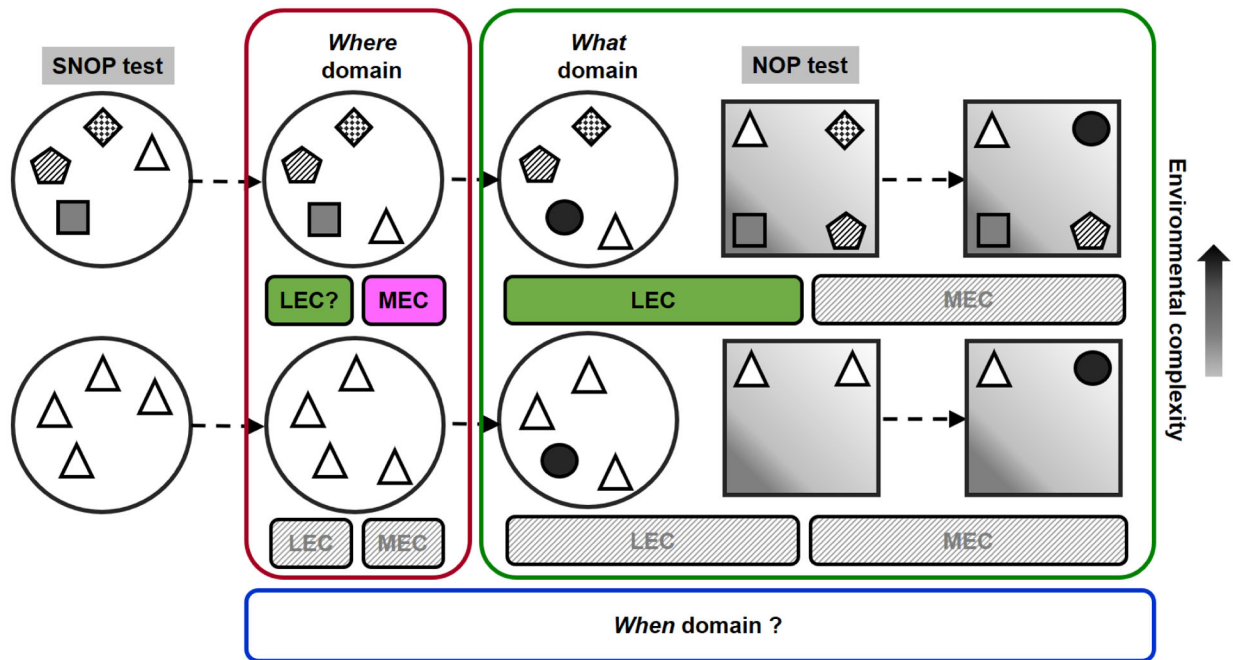 SNOP test
Where
domain
What
domain
NOP test
LEC?
MEC
LEC
MEC
LEC
MEC
LEC
MEC
Environmental complexity
When domain ?